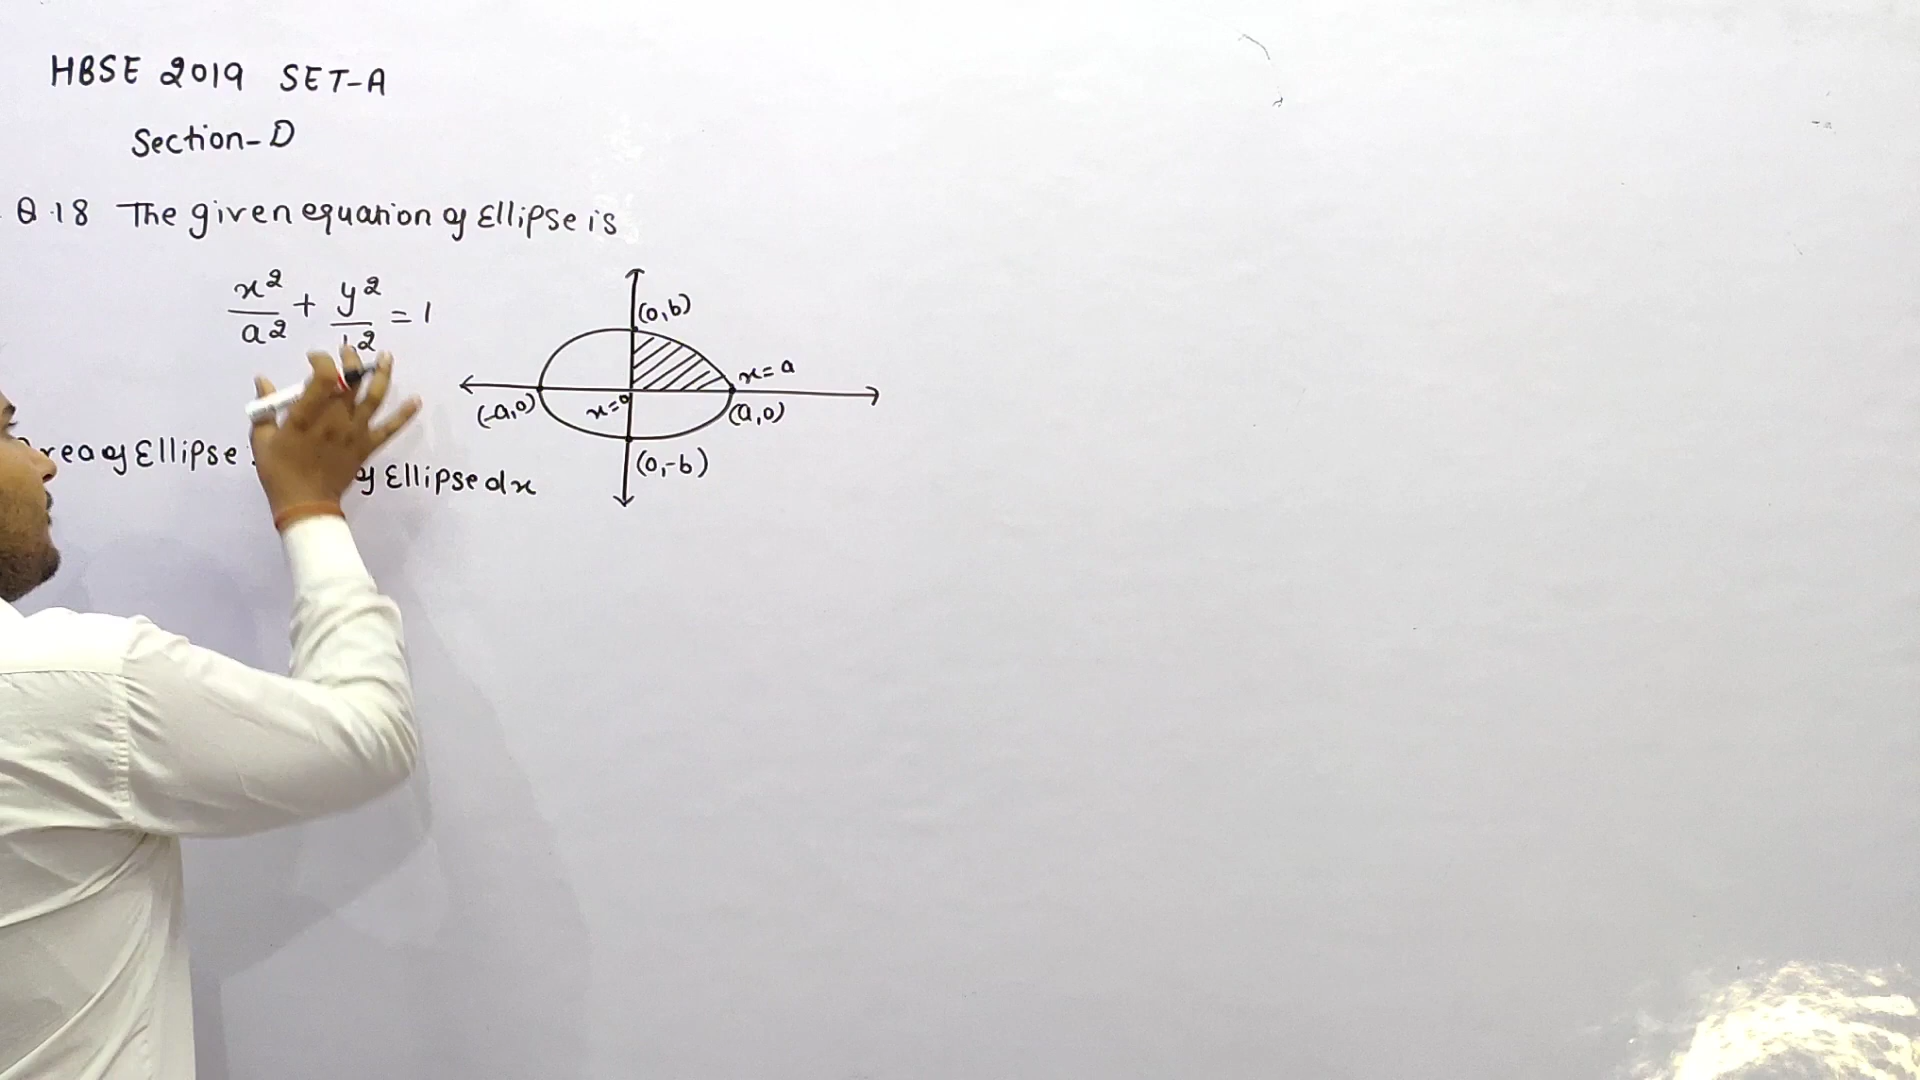 HBSE 2019 SET-A
Section-D
Q.18 The given equation of Ellipse is
x²/a² + y²/b² = 1
(0,b)
x=a
(-a,0)
x=0
(a,0)
(0,-b)
Area of Ellipse
of Ellipse dx